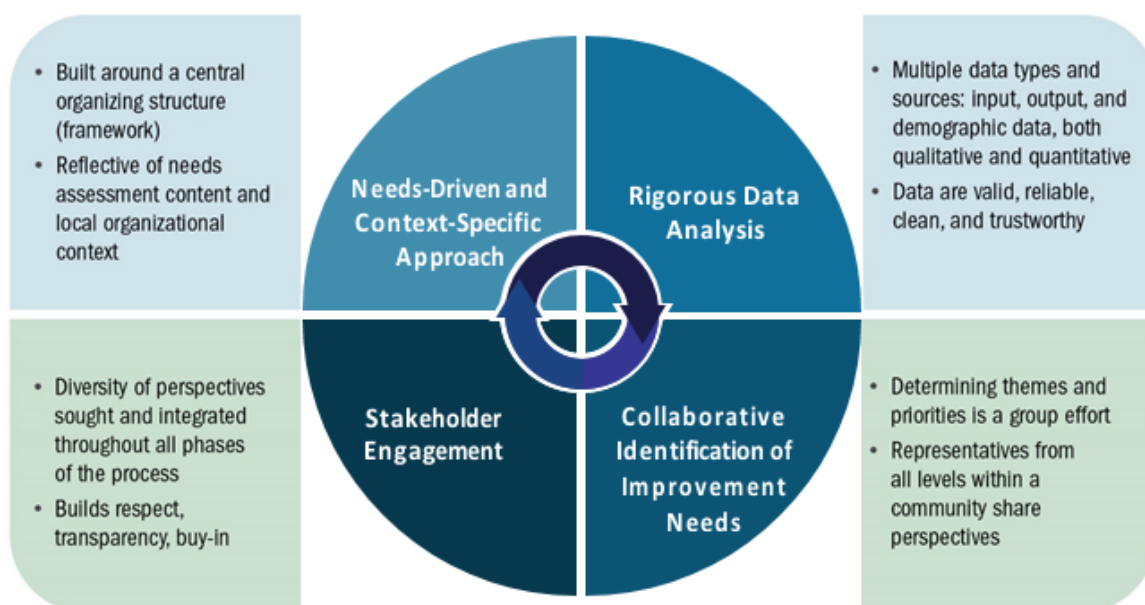 • Built around a central
organizing structure
(framework)
• Reflective of needs
assessment content and
local organizational
context
Needs-Driven and
Context-Specific
Approach
Rigorous Data
Analysis
• Multiple data types and
sources: input, output, and
demographic data, both
qualitative and quantitative
• Data are valid, reliable,
clean, and trustworthy
• Diversity of perspectives
sought and integrated
throughout all phases
of the process
• Builds respect,
transparency, buy-in
Stakeholder
Engagement
Collaborative
Identification of
Improvement
Needs
• Determining themes and
priorities is a group effort
• Representatives from
all levels within a
community share
perspectives